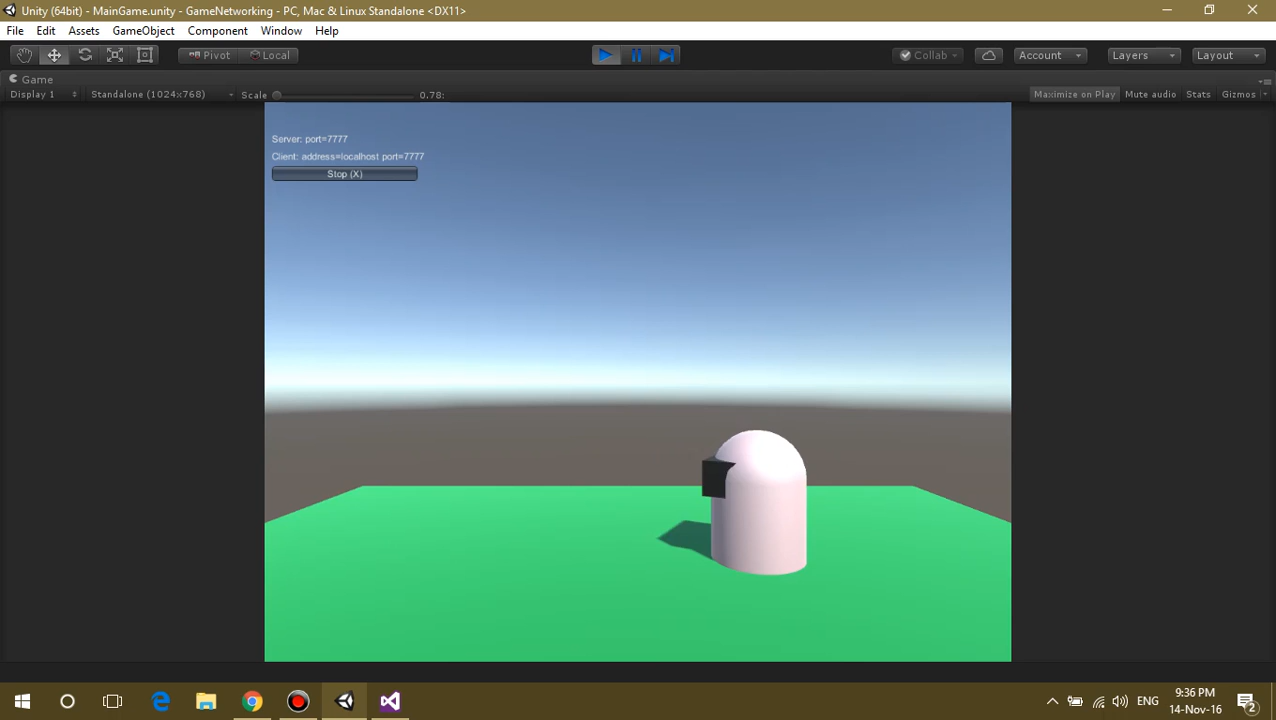 Unity (64bit) - MainGame.unity - GameNetworking - PC, Mac & Linux Standalone <DX11>
File Edit Assets GameObject Component Window Help
Pivot Local Collab Account Layers Layout
Game
Display 1 Standalone (1024x768) Scale 0.78: Maximize on Play Mute audio Stats Gizmos
Server: port=7777
Client: address=localhost port=7777
Stop (X)
ENG
9:36 PM
14-Nov-16
2